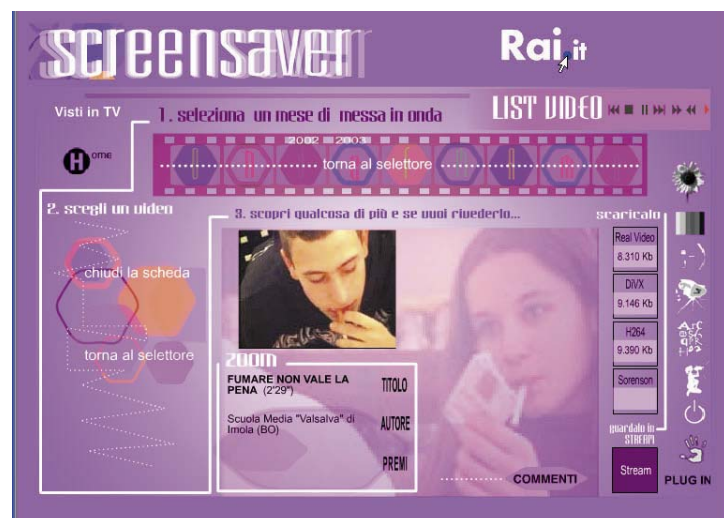 screensaver
Rai.it
Visti in TV
1. seleziona un mese di messa in onda
LIST VIDEO
Home
2002 2003
torna al selettore
2. scegli un video
3. scopri qualcosa di più e se vuoi rivederlo...
scaricalo
Real Video
8.310 Kb
chiudi la scheda
DiVX
9.146 Kb
torna al selettore
H264
9.390 Kb
ZOOM
FUMARE NON VALE LA
PENA (2'29")
TITOLO
Sorenson
Scuola Media "Valsalva" di
Imola (BO)
AUTORE
guardalo in
STREAM
PREMI
Stream
COMMENTI
PLUG IN